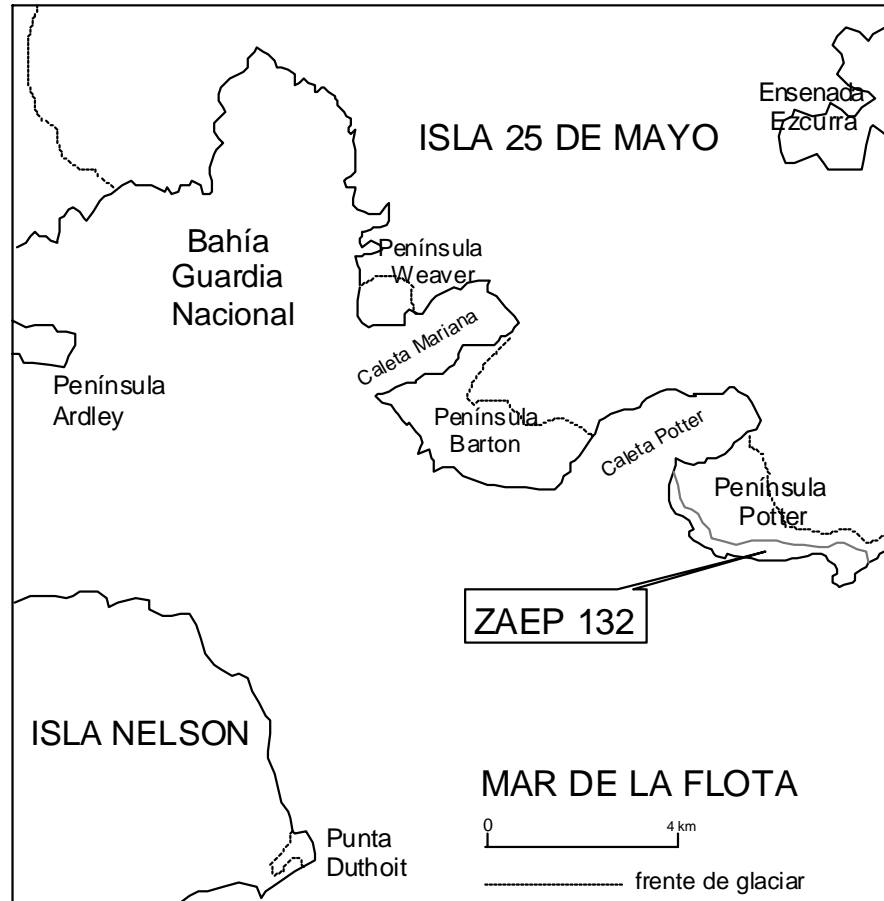 Ensenada
Ezcurra
ISLA 25 DE MAYO
Bahía
Guardia
Nacional
Península
Weaver
Caleta Mariana
Península
Ardley
Península
Barton
Caleta Potter
Península
Potter
ZAEP 132
ISLA NELSON
MAR DE LA FLOTA
0 4 km
Punta
Duthoit
frente de glaciar